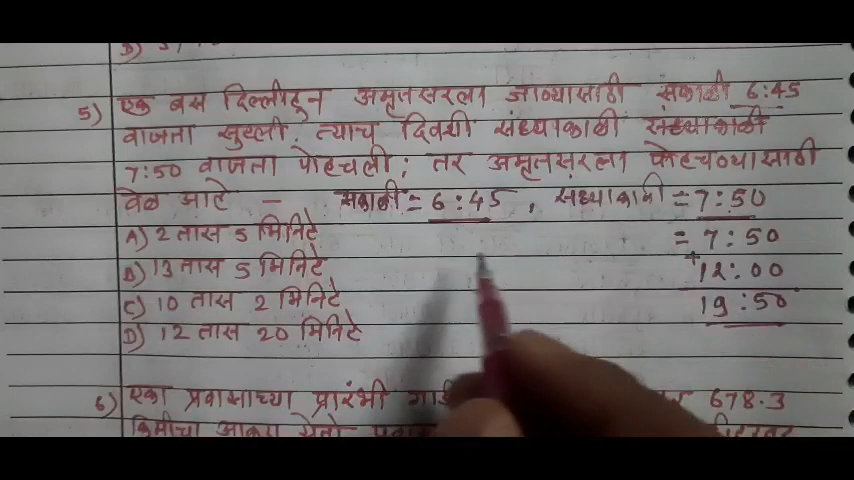 5) एक बस दिल्लीहून अमृतसरला जाण्यासाठी सकाळी 6:45
वाजता सुटली. त्याच दिवशी संध्याकाळी संध्याकाळी
7:50 वाजता पोहचली; तर अमृतसरला पोहचण्यासाठी
वेळ आहे - सकाळी = 6:45, संध्याकाळी = 7:50
A) 2 तास 5 मिनिटे = 7:50
B) 13 तास 5 मिनिटे + 12:00
C) 10 तास 2 मिनिटे 19:50
D) 12 तास 20 मिनिटे
6) एका प्रवासाच्या प्रारंभी 678.3